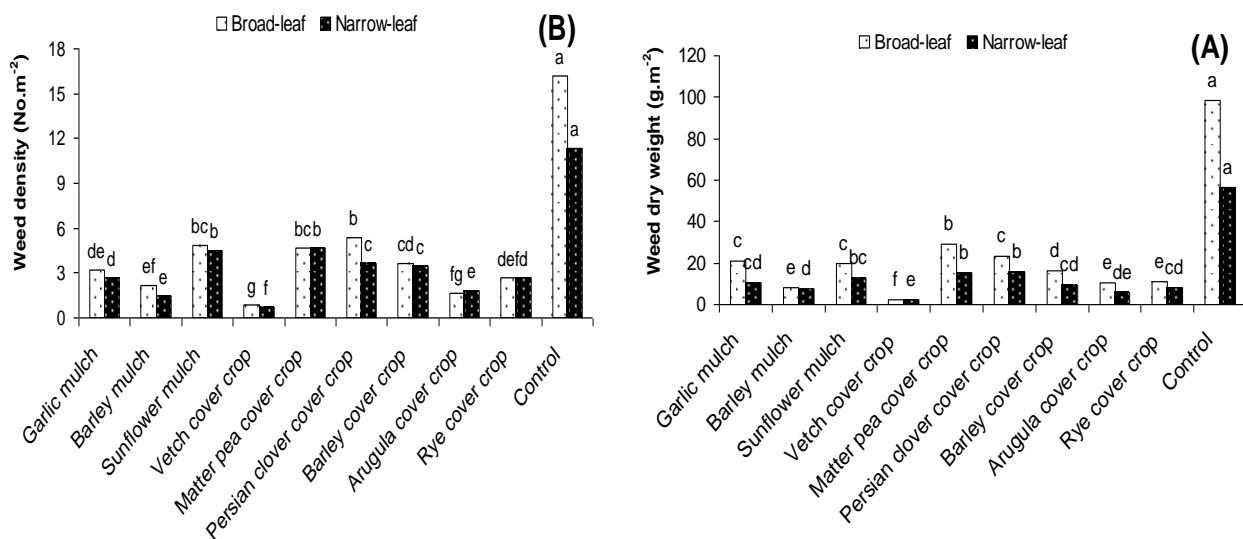 Broad-leaf Narrow-leaf
(B)
Weed density (No.m⁻²)
18
15
12
9
6
3
0
de d
ef e
bc b
g f
bc b
b c
cd c
fg e
def d
a a
Garlic mulch
Barley mulch
Sunflower mulch
Vetch cover crop
Matter pea cover crop
Persian clover cover crop
Barley cover crop
Arugula cover crop
Rye cover crop
Control
Broad-leaf Narrow-leaf
(A)
Weed dry weight (g.m⁻²)
120
100
80
60
40
20
0
c cd
e d
c bc
f e
b b
c b
d cd
e de
e cd
a a
Garlic mulch
Barley mulch
Sunflower mulch
Vetch cover crop
Matter pea cover crop
Persian clover cover crop
Barley cover crop
Arugula cover crop
Rye cover crop
Control